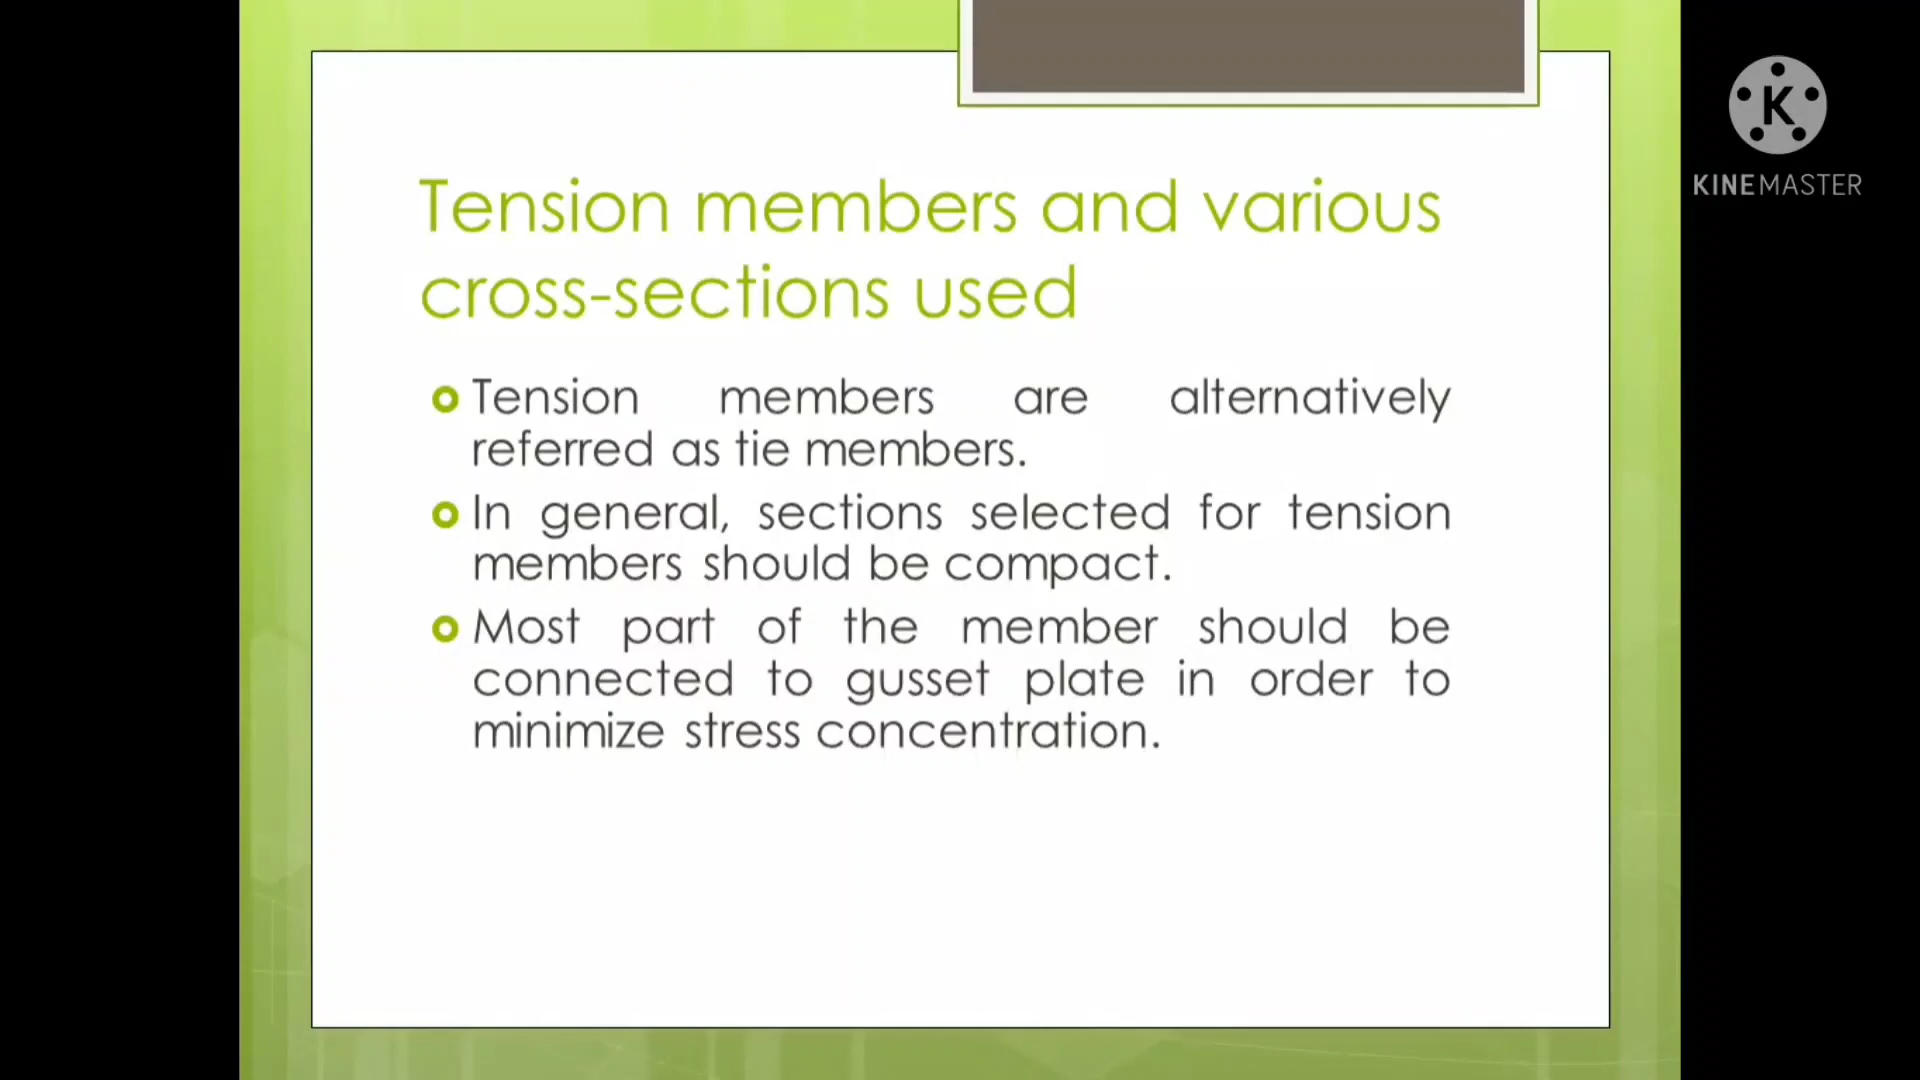 Tension members and various
cross-sections used
Tension members are alternatively
referred as tie members.
In general, sections selected for tension
members should be compact.
Most part of the member should be
connected to gusset plate in order to
minimize stress concentration.
K
KINEMASTER